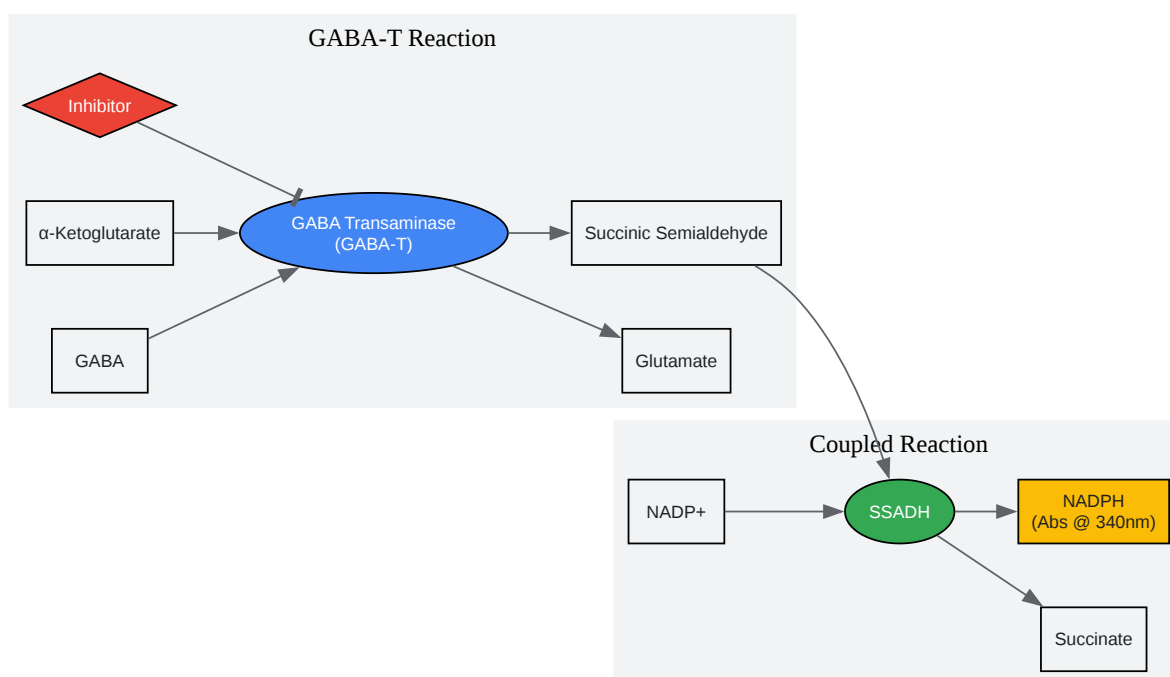 GABA-T Reaction
Inhibitor
α-Ketoglutarate
GABA Transaminase
(GABA-T)
Succinic Semialdehyde
GABA
Glutamate
Coupled Reaction
NADP+
SSADH
NADPH
(Abs @ 340nm)
Succinate